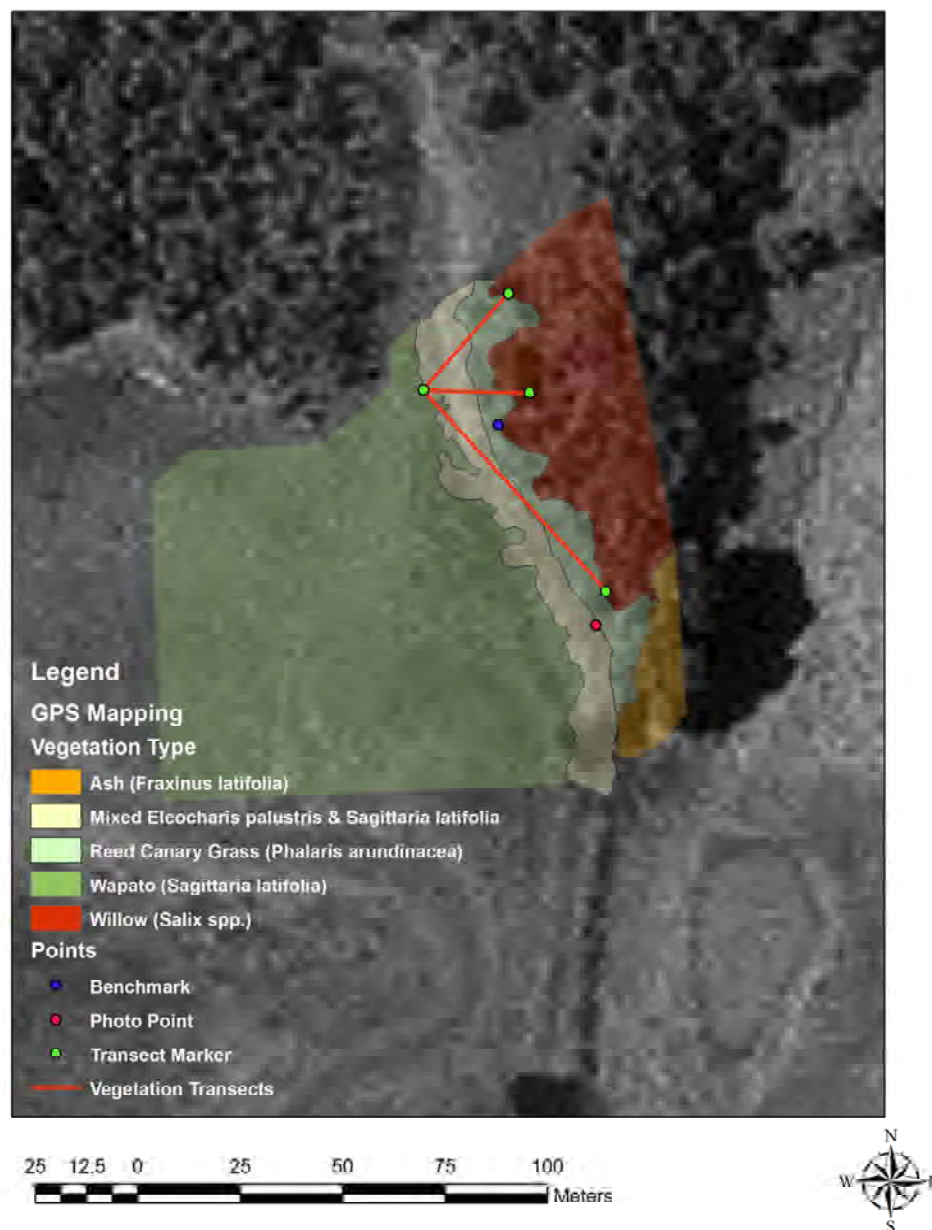 Legend
GPS Mapping
Vegetation Type
Ash (Fraxinus latifolia)
Mixed Eleocharis palustris & Sagittaria latifolia
Reed Canary Grass (Phalaris arundinacea)
Wapato (Sagittaria latifolia)
Willow (Salix spp.)
Points
Benchmark
Photo Point
Transect Marker
Vegetation Transects
25 12.5 0 25 50 75 100
Meters
N
W
S